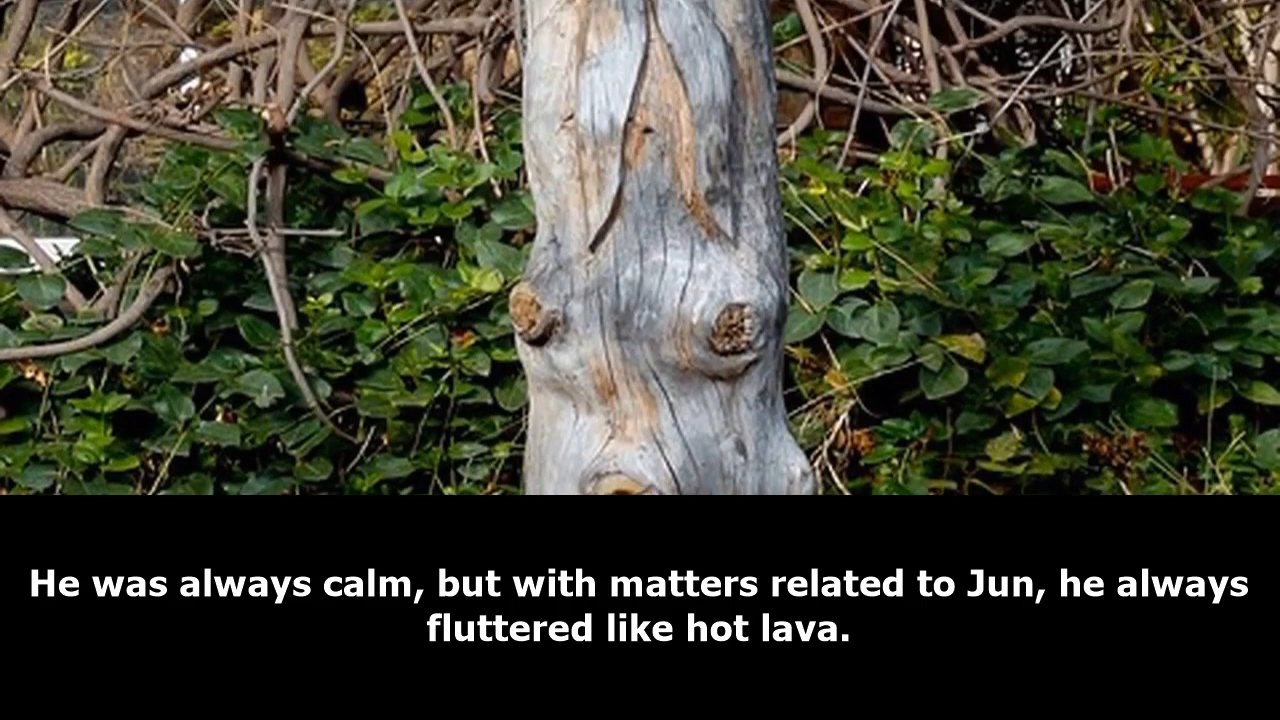 He was always calm, but with matters related to Jun, he always
fluttered like hot lava.